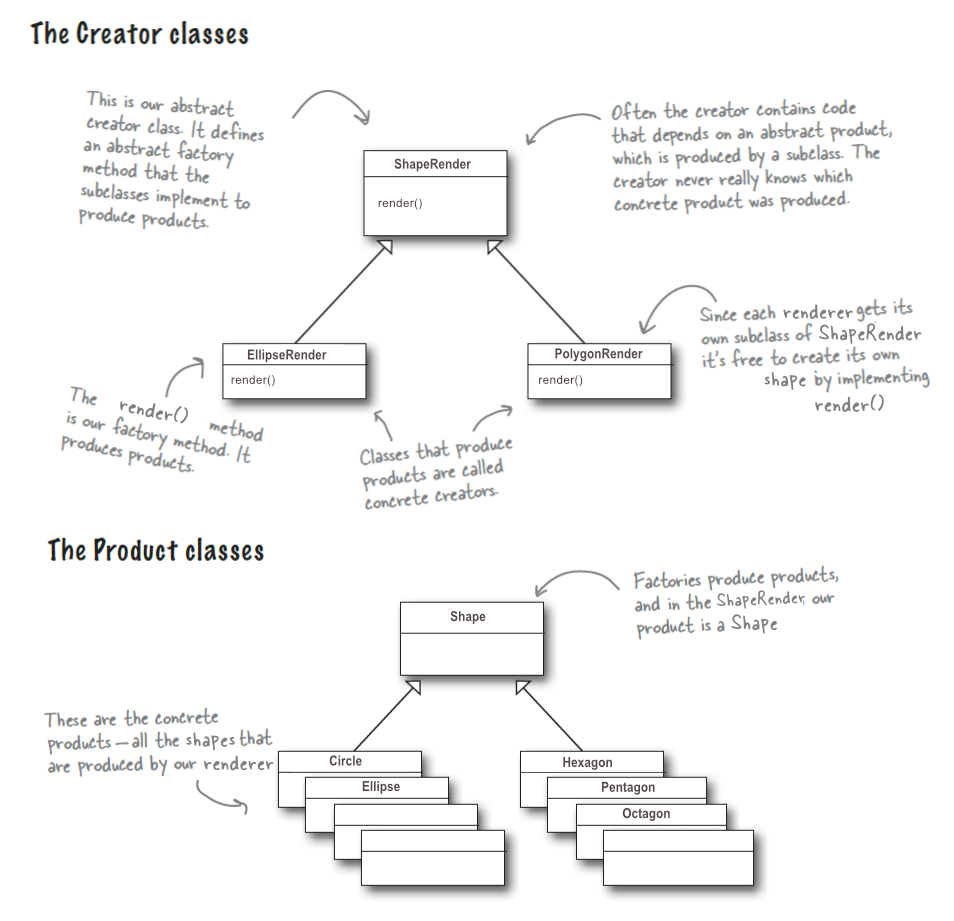 The Creator classes
This is our abstract
creator class. It defines
an abstract factory
method that the
subclasses implement to
produce products.
Often the creator contains code
that depends on an abstract product,
which is produced by a subclass. The
creator never really knows which
concrete product was produced.
ShapeRender
render()
EllipseRender
render()
PolygonRender
render()
Since each renderer gets its
own subclass of ShapeRender
it's free to create its own
shape by implementing
render()
The render() method
is our factory method. It
produces products.
Classes that produce
products are called
concrete creators.
The Product classes
Factories produce products,
and in the ShapeRender, our
product is a Shape
Shape
These are the concrete
products—all the shapes that
are produced by our renderer
Circle
Ellipse
Hexagon
Pentagon
Octagon